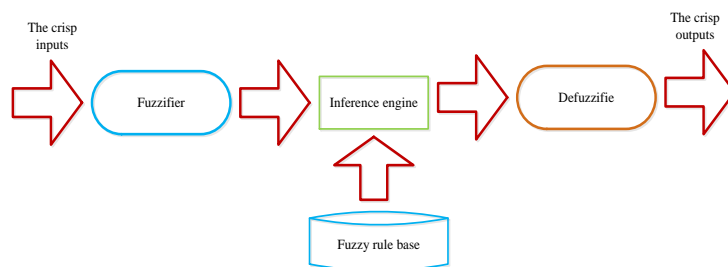 The crisp
inputs
Fuzzifier
Inference engine
Defuzzifie
The crisp
outputs
Fuzzy rule base